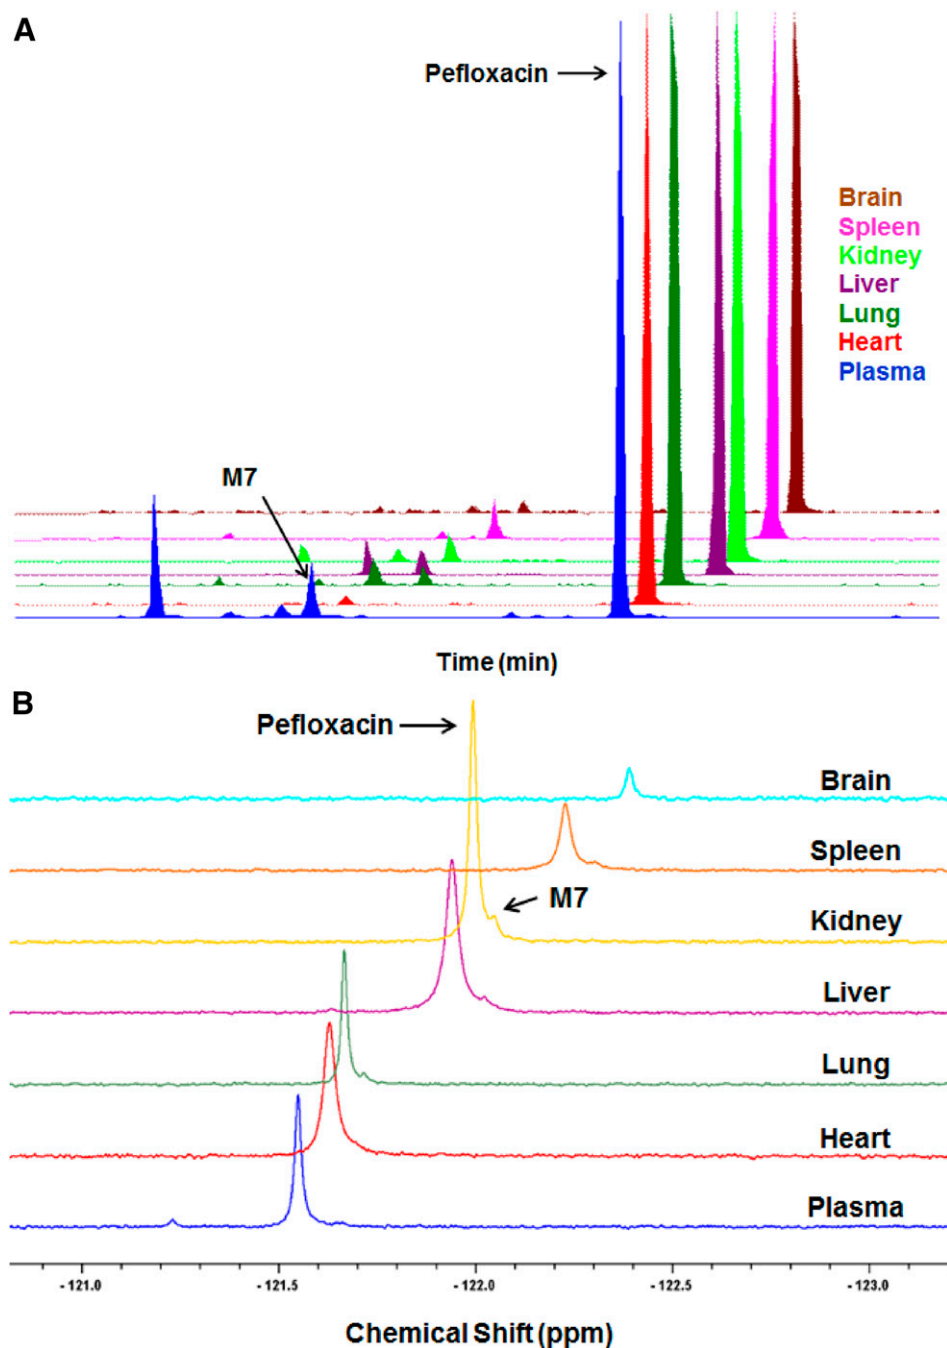 A
Pefloxacin
Brain
Spleen
Kidney
Liver
Lung
Heart
Plasma
M7
Time (min)
B
Pefloxacin
Brain
Spleen
M7
Kidney
Liver
Lung
Heart
Plasma
-121.0 -121.5 -122.0 -122.5 -123.0
Chemical Shift (ppm)